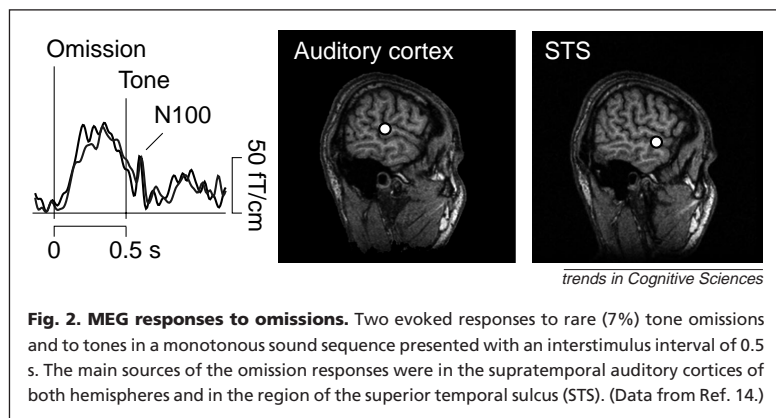 Omission
Tone
N100
50 fT/cm
0
0.5 s
Auditory cortex
STS
trends in Cognitive Sciences
Fig. 2. MEG responses to omissions. Two evoked responses to rare (7%) tone omissions
and to tones in a monotonous sound sequence presented with an interstimulus interval of 0.5
s. The main sources of the omission responses were in the supratemporal auditory cortices of
both hemispheres and in the region of the superior temporal sulcus (STS). (Data from Ref. 14.)